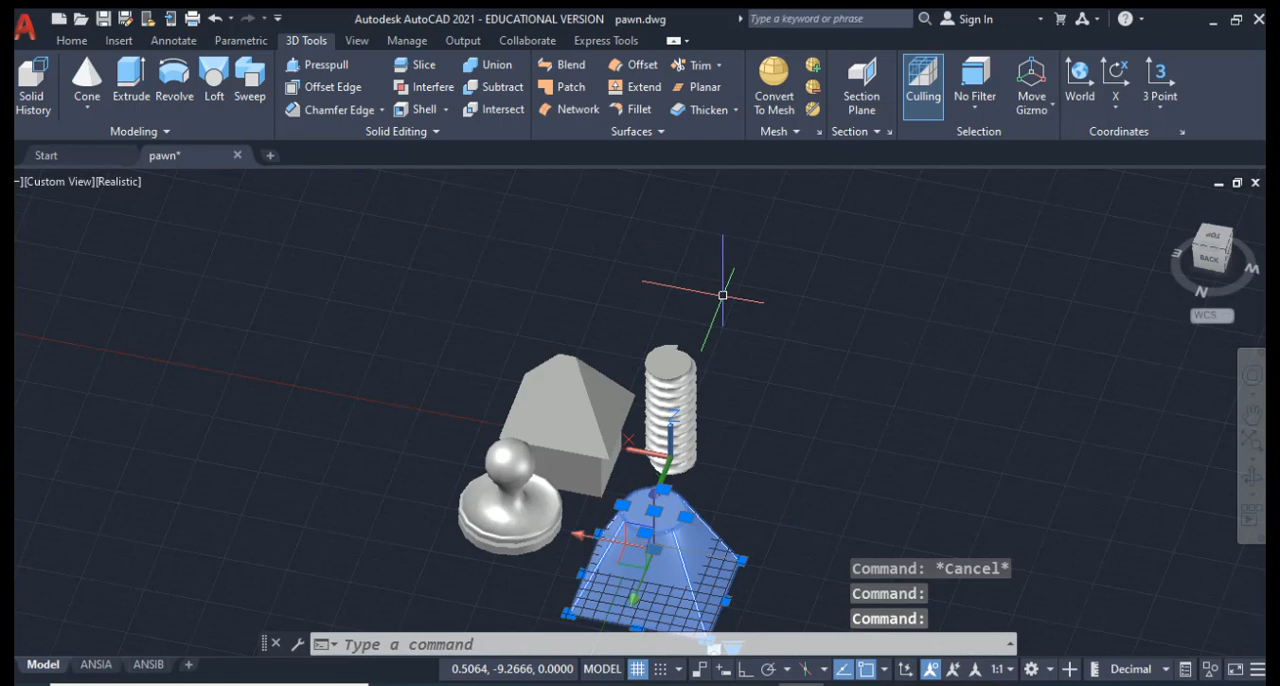 Autodesk AutoCAD 2021 - EDUCATIONAL VERSION pawn.dwg
Type a keyword or phrase
Sign In
Home Insert Annotate Parametric 3D Tools View Manage Output Collaborate Express Tools
Solid History
Cone
Extrude
Revolve
Loft
Sweep
Presspull
Offset Edge
Chamfer Edge
Slice
Interfere
Shell
Union
Subtract
Intersect
Blend
Patch
Network
Offset
Extend
Fillet
Trim
Planar
Thicken
Convert To Mesh
Section Plane
Culling
No Filter
Move Gizmo
World
X
3 Point
Modeling Solid Editing Surfaces Mesh Section Selection Coordinates
Start pawn*
−][Custom View][Realistic]
TOP
BACK
E
W
N
WCS
Z
X
Command: *Cancel*
Command:
Command:
Type a command
Model ANSIA ANSIB
0.5064, -9.2666, 0.0000 MODEL 1:1 Decimal